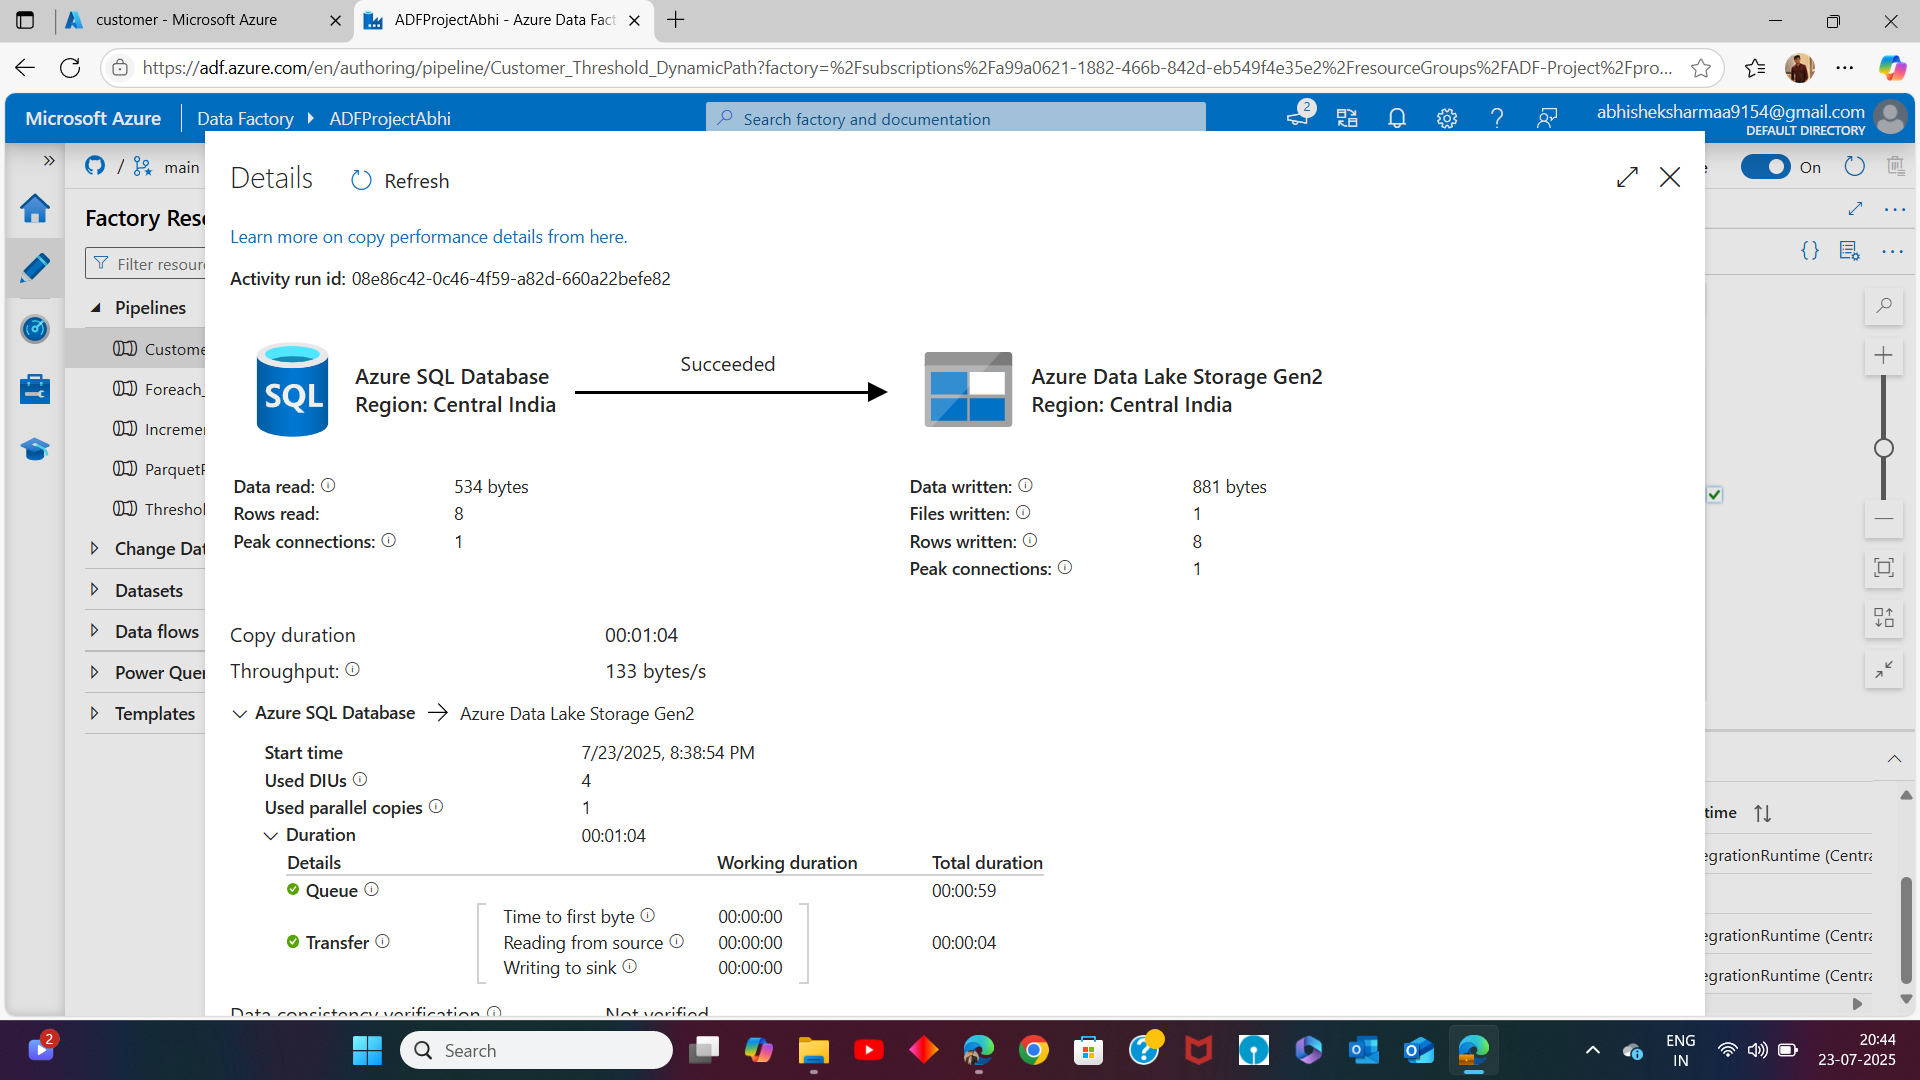 customer - Microsoft Azure
ADFProjectAbhi - Azure Data Fact
https://adf.azure.com/en/authoring/pipeline/Customer_Threshold_DynamicPath?factory=%2Fsubscriptions%2Fa99a0621-1882-466b-842d-eb549f4e35e2%2FresourceGroups%2FADF-Project%2Fpro...
Microsoft Azure
Data Factory
ADFProjectAbhi
Search factory and documentation
2
abhisheksharmaa9154@gmail.com
DEFAULT DIRECTORY
/ main
On
Factory Res
Filter resour
Pipelines
Custome
Foreach_
Incremen
ParquetP
Threshol
Change Dat
Datasets
Data flows
Power Quer
Templates
Details
Refresh
Learn more on copy performance details from here.
Activity run id: 08e86c42-0c46-4f59-a82d-660a22befe82
SQL
Azure SQL Database
Region: Central India
Succeeded
Azure Data Lake Storage Gen2
Region: Central India
Data read: 534 bytes
Rows read: 8
Peak connections: 1
Data written: 881 bytes
Files written: 1
Rows written: 8
Peak connections: 1
Copy duration 00:01:04
Throughput: 133 bytes/s
Azure SQL Database → Azure Data Lake Storage Gen2
Start time 7/23/2025, 8:38:54 PM
Used DIUs 4
Used parallel copies 1
Duration 00:01:04
Details Working duration Total duration
Queue 00:00:59
Time to first byte 00:00:00
Transfer Reading from source 00:00:00 00:00:04
Writing to sink 00:00:00
Data consistency verification Not verified
time
egrationRuntime (Centra
egrationRuntime (Centra
egrationRuntime (Centra
2
Search
ENG
IN
20:44
23-07-2025